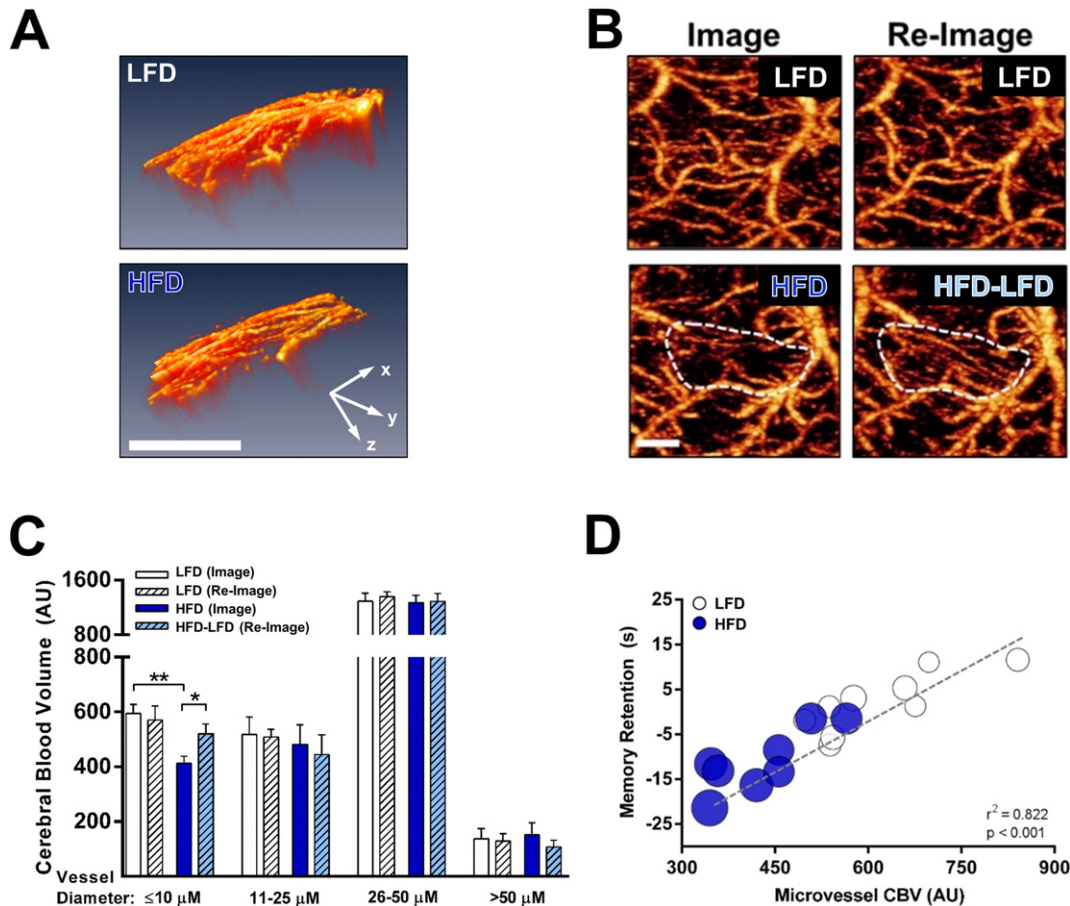 A
LFD
HFD
x
y
z
B
Image
Re-Image
LFD
LFD
HFD
HFD-LFD
C
LFD (Image)
LFD (Re-Image)
HFD (Image)
HFD-LFD (Re-Image)
Cerebral Blood Volume (AU)
1600
800
800
600
400
200
** *
Vessel
Diameter: ≤10 μM 11-25 μM 26-50 μM >50 μM
D
LFD
HFD
Memory Retention (s)
25
15
5
-5
-15
-25
r² = 0.822
p < 0.001
300 450 600 750 900
Microvessel CBV (AU)